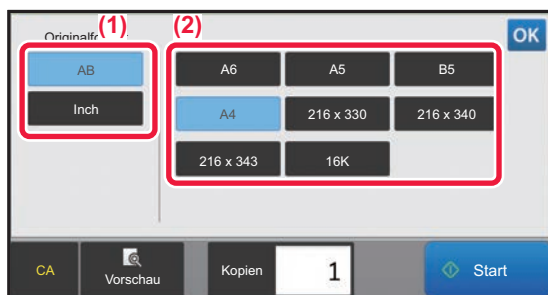 (1) (2)
OK
AB A6 A5 B5
Inch A4 216 x 330 216 x 340
216 x 343 16K
CA Vorschau Kopien 1 Start